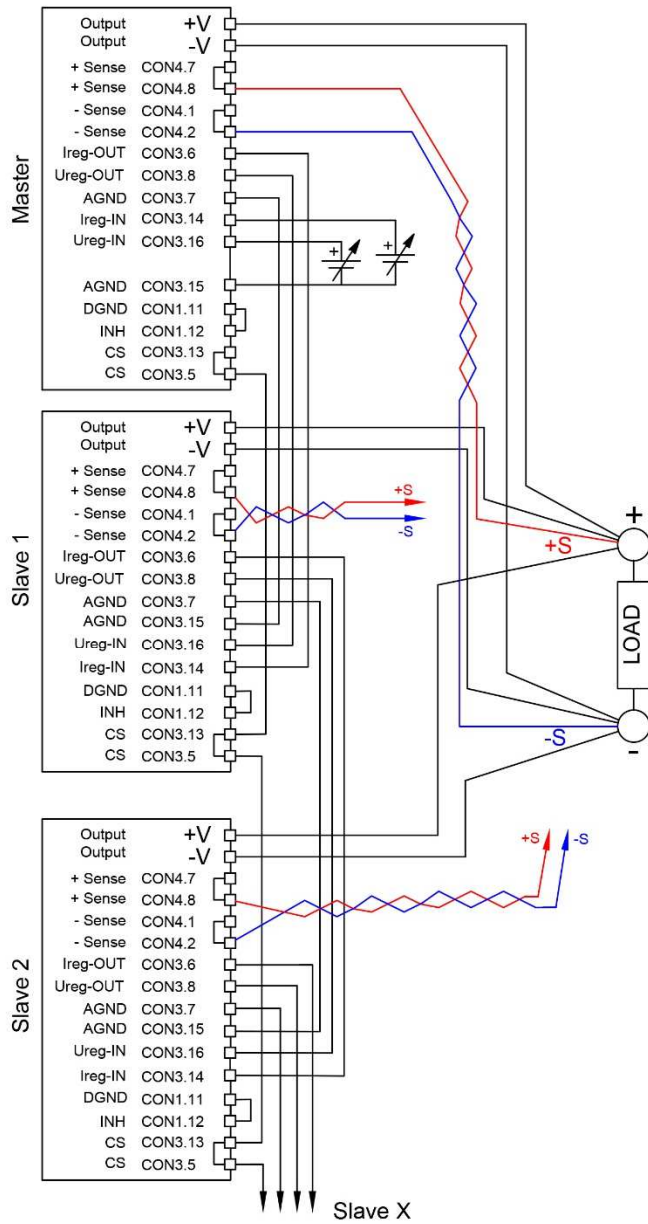 Master
Output +V
Output -V
+ Sense CON4.7
+ Sense CON4.8
- Sense CON4.1
- Sense CON4.2
Ireg-OUT CON3.6
Ureg-OUT CON3.8
AGND CON3.7
Ireg-IN CON3.14
Ureg-IN CON3.16
+ +
AGND CON3.15
DGND CON1.11
INH CON1.12
CS CON3.13
CS CON3.5
Slave 1
Output +V
Output -V
+ Sense CON4.7
+ Sense CON4.8
- Sense CON4.1
- Sense CON4.2
Ireg-OUT CON3.6
Ureg-OUT CON3.8
AGND CON3.7
AGND CON3.15
Ureg-IN CON3.16
Ireg-IN CON3.14
DGND CON1.11
INH CON1.12
CS CON3.13
CS CON3.5
+S
-S
+
+S
LOAD
-S
-
Slave 2
Output +V
Output -V
+ Sense CON4.7
+ Sense CON4.8
- Sense CON4.1
- Sense CON4.2
Ireg-OUT CON3.6
Ureg-OUT CON3.8
AGND CON3.7
AGND CON3.15
Ureg-IN CON3.16
Ireg-IN CON3.14
DGND CON1.11
INH CON1.12
CS CON3.13
CS CON3.5
+S -S
Slave X